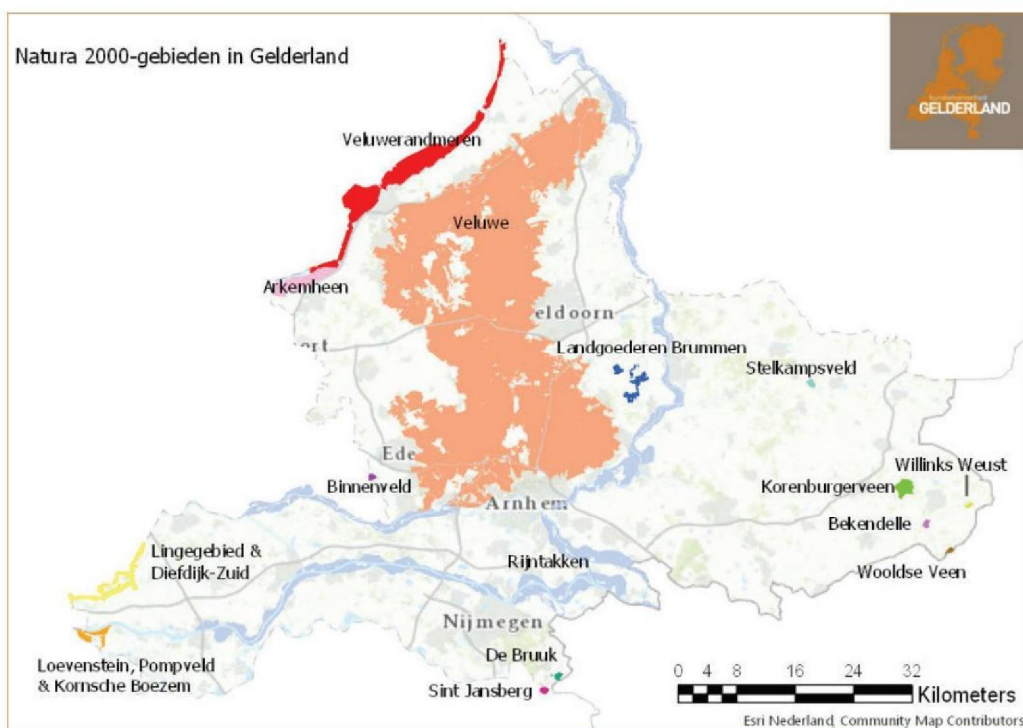 Natura 2000-gebieden in Gelderland
GELDERLAND
Veluwerandmeren
Veluwe
Arkemheen
eldoorn
ort
Landgoederen Brummen
Stelkampsveld
Ede
Binnenveld
Willinks Weust
Korenburgerveen
Arnhem
Bekendelle
Lingegebied &
Diefdijk-Zuid
Rijntakken
Wooldse Veen
Nijmegen
De Bruuk
Loevenstein, Pompveld
& Kornsche Boezem
Sint Jansberg
0 4 8 16 24 32
Kilometers
Esri Nederland, Community Map Contributors